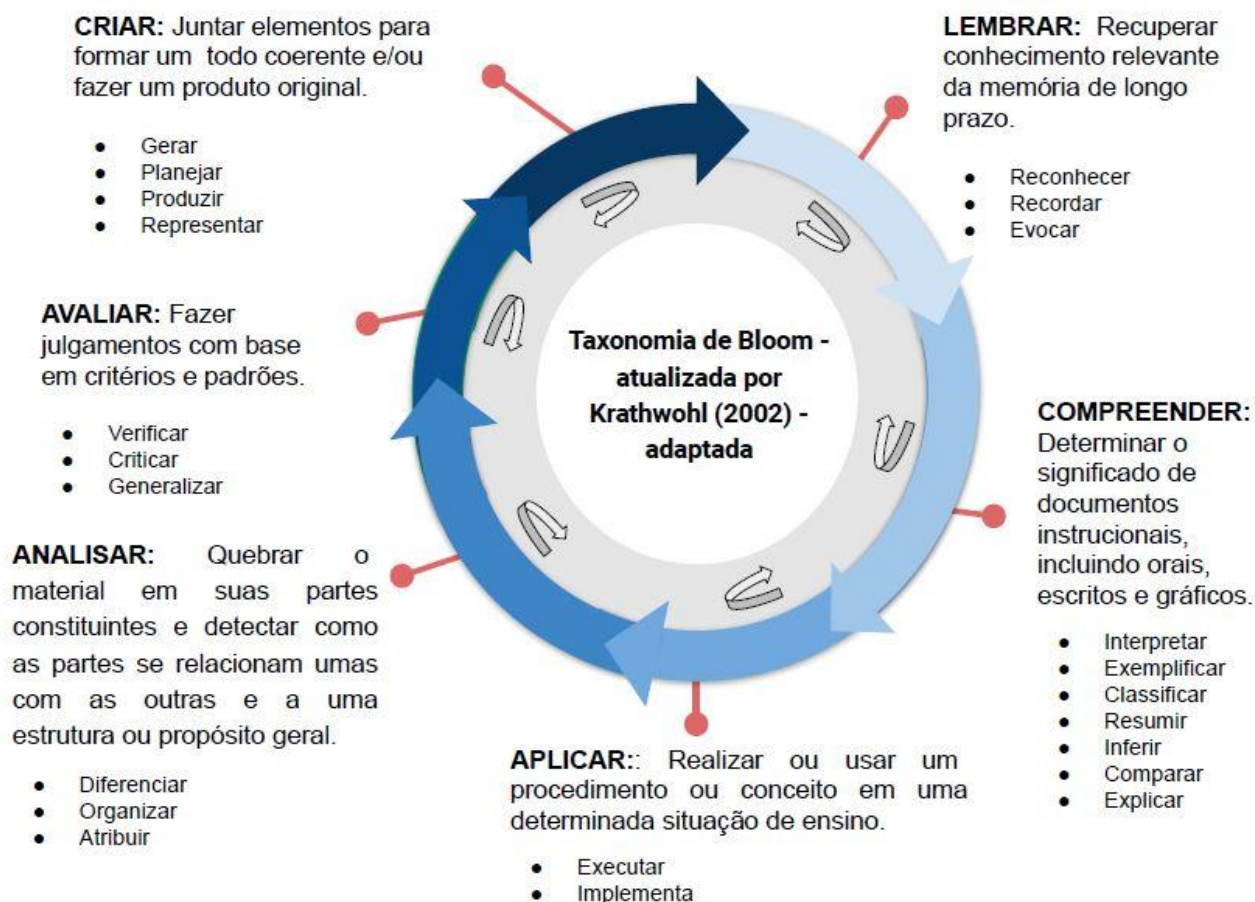 CRIAR: Juntar elementos para
formar um todo coerente e/ou
fazer um produto original.
● Gerar
● Planejar
● Produzir
● Representar
LEMBRAR: Recuperar
conhecimento relevante
da memória de longo
prazo.
● Reconhecer
● Recordar
● Evocar
AVALIAR: Fazer
julgamentos com base
em critérios e padrões.
● Verificar
● Criticar
● Generalizar
Taxonomia de Bloom -
atualizada por
Krathwohl (2002) -
adaptada
COMPREENDER:
Determinar o
significado de
documentos
instrucionais,
incluindo orais,
escritos e gráficos.
● Interpretar
● Exemplificar
● Classificar
● Resumir
● Inferir
● Comparar
● Explicar
ANALISAR: Quebrar o
material em suas partes
constituintes e detectar como
as partes se relacionam umas
com as outras e a uma
estrutura ou propósito geral.
● Diferenciar
● Organizar
● Atribuir
APLICAR:: Realizar ou usar um
procedimento ou conceito em uma
determinada situação de ensino.
● Executar
● Implementa